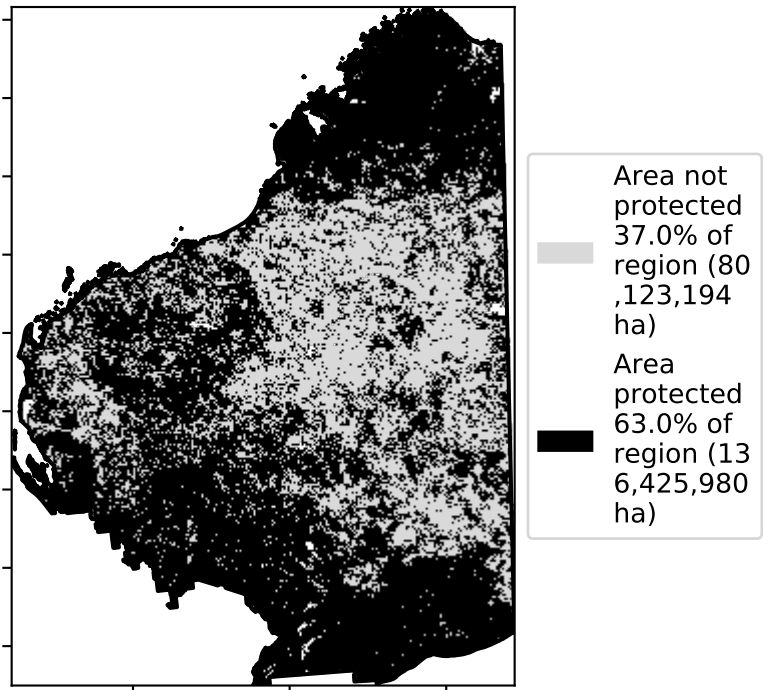 Area not
protected
37.0% of
region (80
,123,194
ha)
Area
protected
63.0% of
region (13
6,425,980
ha)